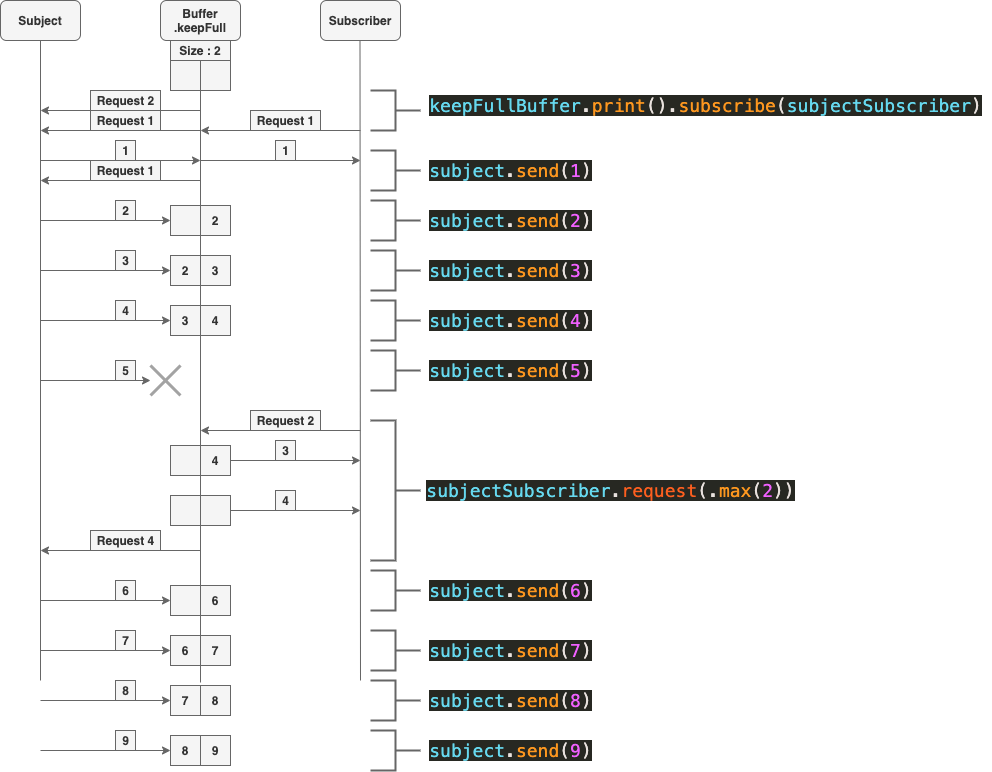 Subject
Buffer
.keepFull
Subscriber
Size : 2
Request 2
keepFullBuffer.print().subscribe(subjectSubscriber)
Request 1
Request 1
1
1
Request 1
subject.send(1)
2
2
subject.send(2)
3
2 3
subject.send(3)
4
3 4
subject.send(4)
5
subject.send(5)
Request 2
4
3
4
subjectSubscriber.request(.max(2))
Request 4
6
6
subject.send(6)
7
6 7
subject.send(7)
8
7 8
subject.send(8)
9
8 9
subject.send(9)